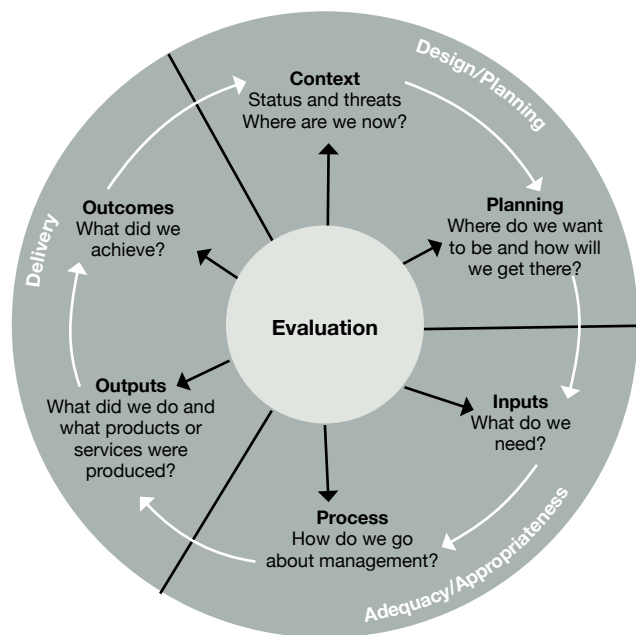 Design/Planning
Context
Status and threats
Where are we now?
Planning
Where do we want
to be and how will
we get there?
Inputs
What do we
need?
Adequacy/Appropriateness
Process
How do we go
about management?
Outputs
What did we do and
what products or
services were
produced?
Delivery
Outcomes
What did we
achieve?
Evaluation